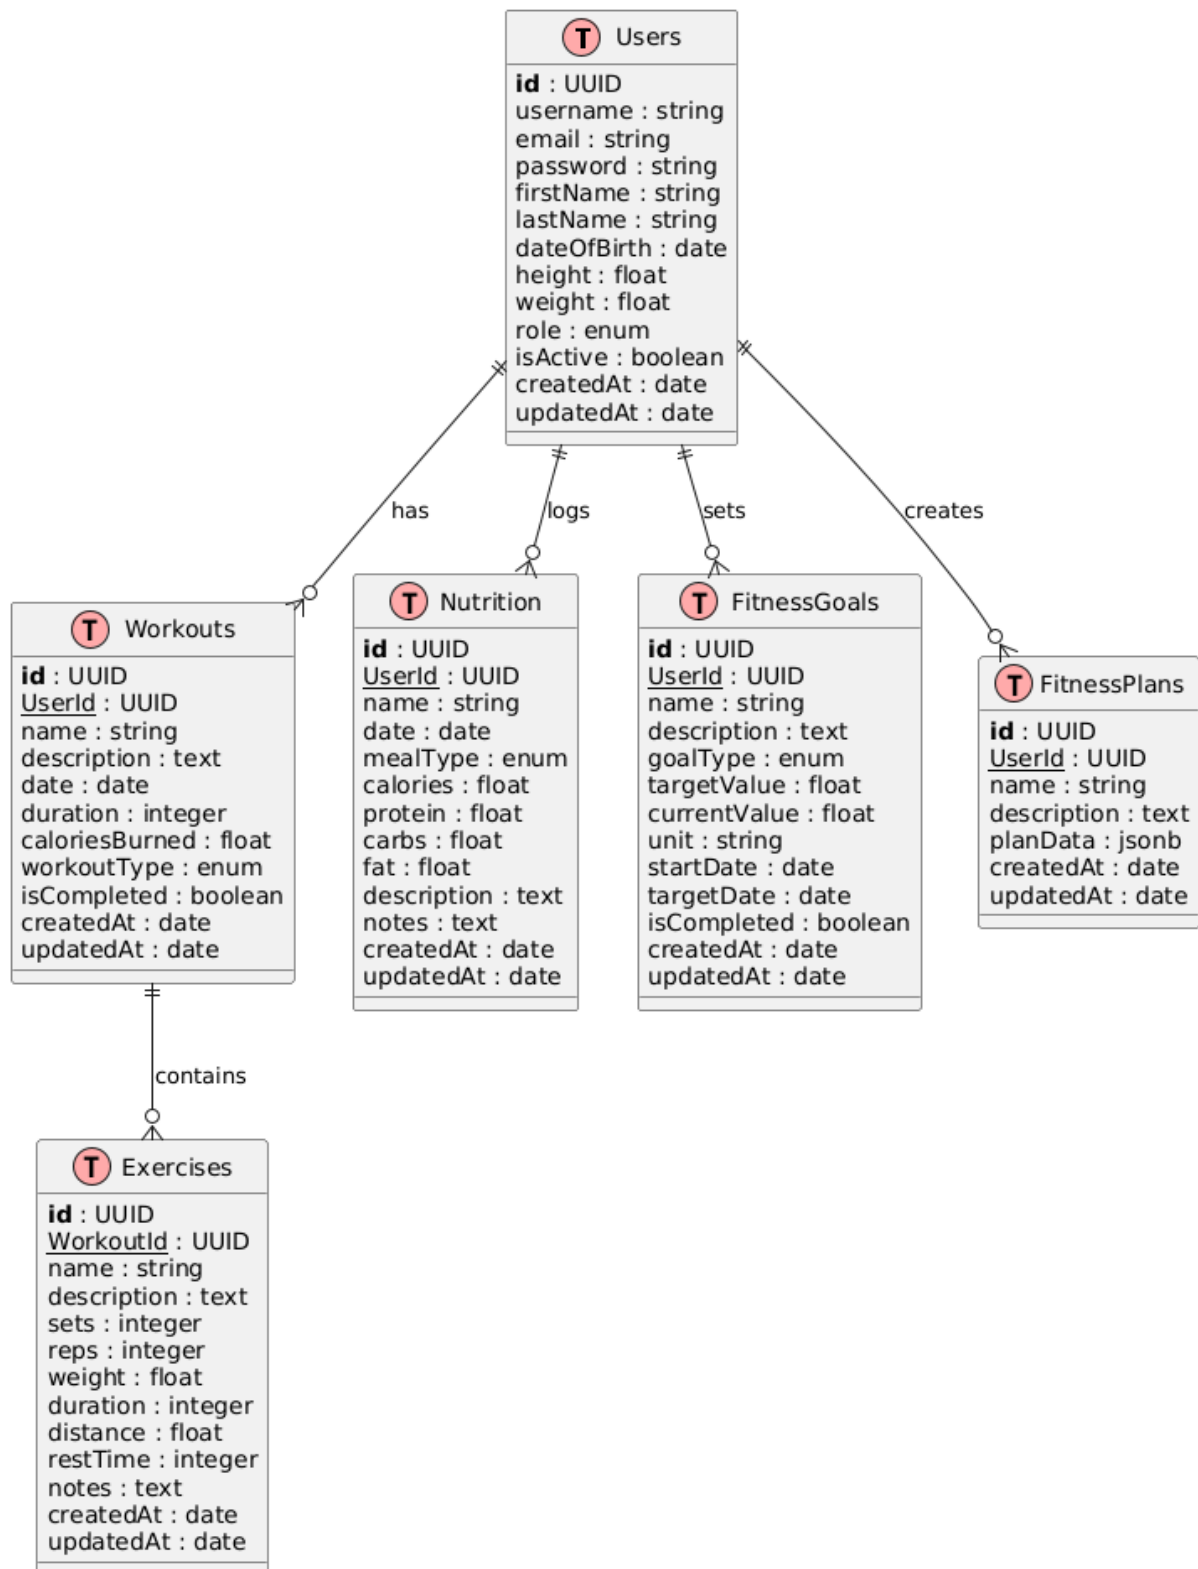 T Users
id : UUID
username : string
email : string
password : string
firstName : string
lastName : string
dateOfBirth : date
height : float
weight : float
role : enum
isActive : boolean
createdAt : date
updatedAt : date
has
logs
sets
creates
T Workouts
id : UUID
UserId : UUID
name : string
description : text
date : date
duration : integer
caloriesBurned : float
workoutType : enum
isCompleted : boolean
createdAt : date
updatedAt : date
T Nutrition
id : UUID
UserId : UUID
name : string
date : date
mealType : enum
calories : float
protein : float
carbs : float
fat : float
description : text
notes : text
createdAt : date
updatedAt : date
T FitnessGoals
id : UUID
UserId : UUID
name : string
description : text
goalType : enum
targetValue : float
currentValue : float
unit : string
startDate : date
targetDate : date
isCompleted : boolean
createdAt : date
updatedAt : date
T FitnessPlans
id : UUID
UserId : UUID
name : string
description : text
planData : jsonb
createdAt : date
updatedAt : date
contains
T Exercises
id : UUID
WorkoutId : UUID
name : string
description : text
sets : integer
reps : integer
weight : float
duration : integer
distance : float
restTime : integer
notes : text
createdAt : date
updatedAt : date